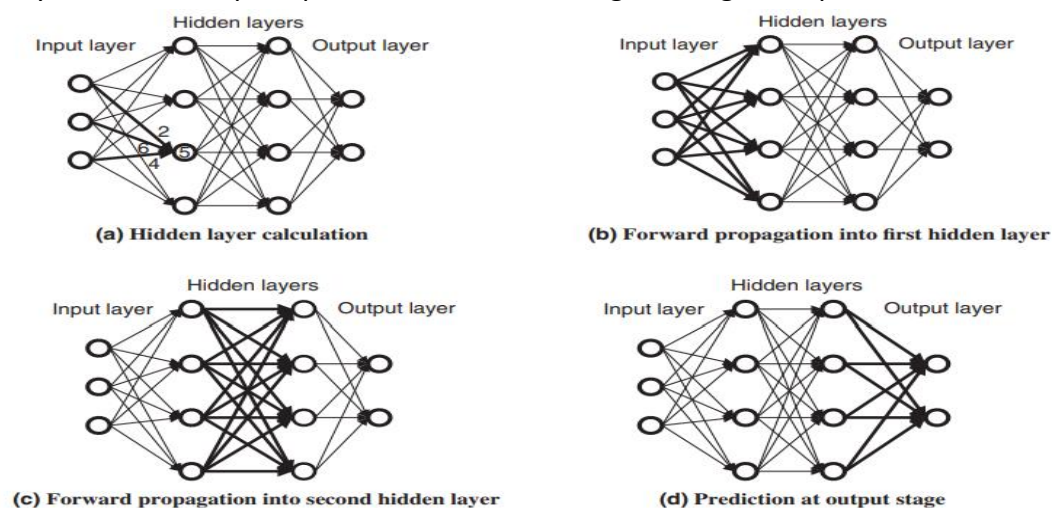 Hidden layers
Input layer
Output layer
2
6
5
4
(a) Hidden layer calculation
Hidden layers
Input layer
Output layer
(b) Forward propagation into first hidden layer
Hidden layers
Input layer
Output layer
(c) Forward propagation into second hidden layer
Hidden layers
Input layer
Output layer
(d) Prediction at output stage